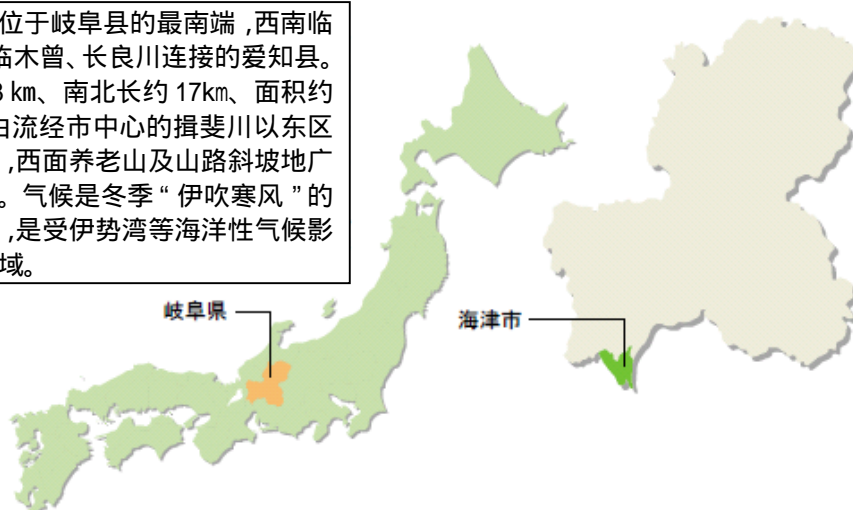 位于岐阜县的最南端 ,西南临
临木曾、长良川连接的爱知县。
km、南北长约 17km、面积约
由流经市中心的揖斐川以东区
,西面养老山及山路斜坡地广
。气候是冬季“伊吹寒风”的
,是受伊势湾等海洋性气候影
域。
岐阜県
海津市